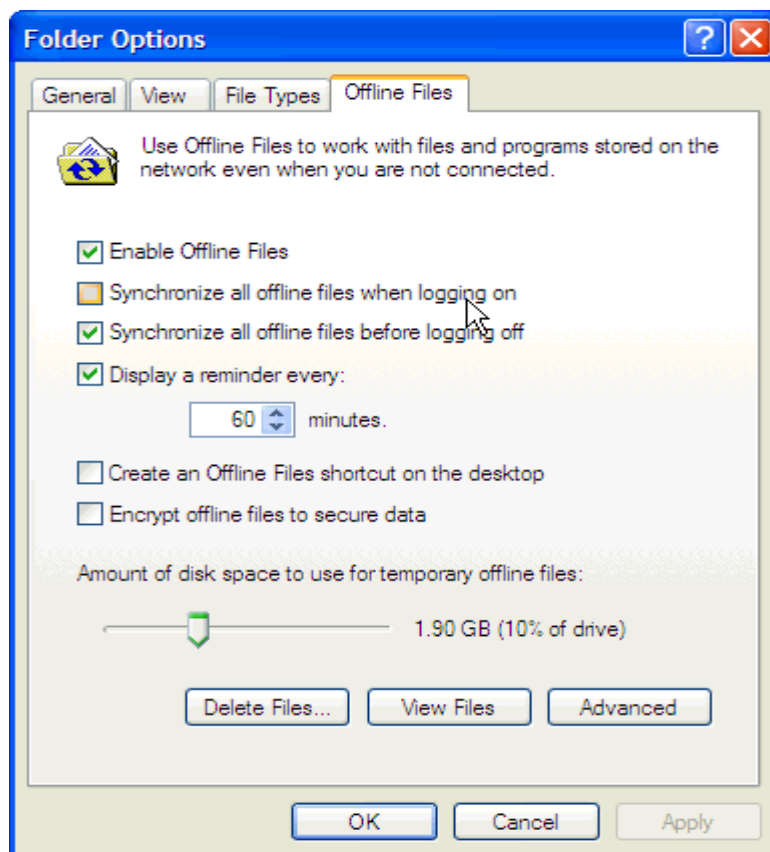 Folder Options
General View File Types Offline Files
Use Offline Files to work with files and programs stored on the
network even when you are not connected.
Enable Offline Files
Synchronize all offline files when logging on
Synchronize all offline files before logging off
Display a reminder every:
60 minutes.
Create an Offline Files shortcut on the desktop
Encrypt offline files to secure data
Amount of disk space to use for temporary offline files:
1.90 GB (10% of drive)
Delete Files... View Files Advanced
OK Cancel Apply